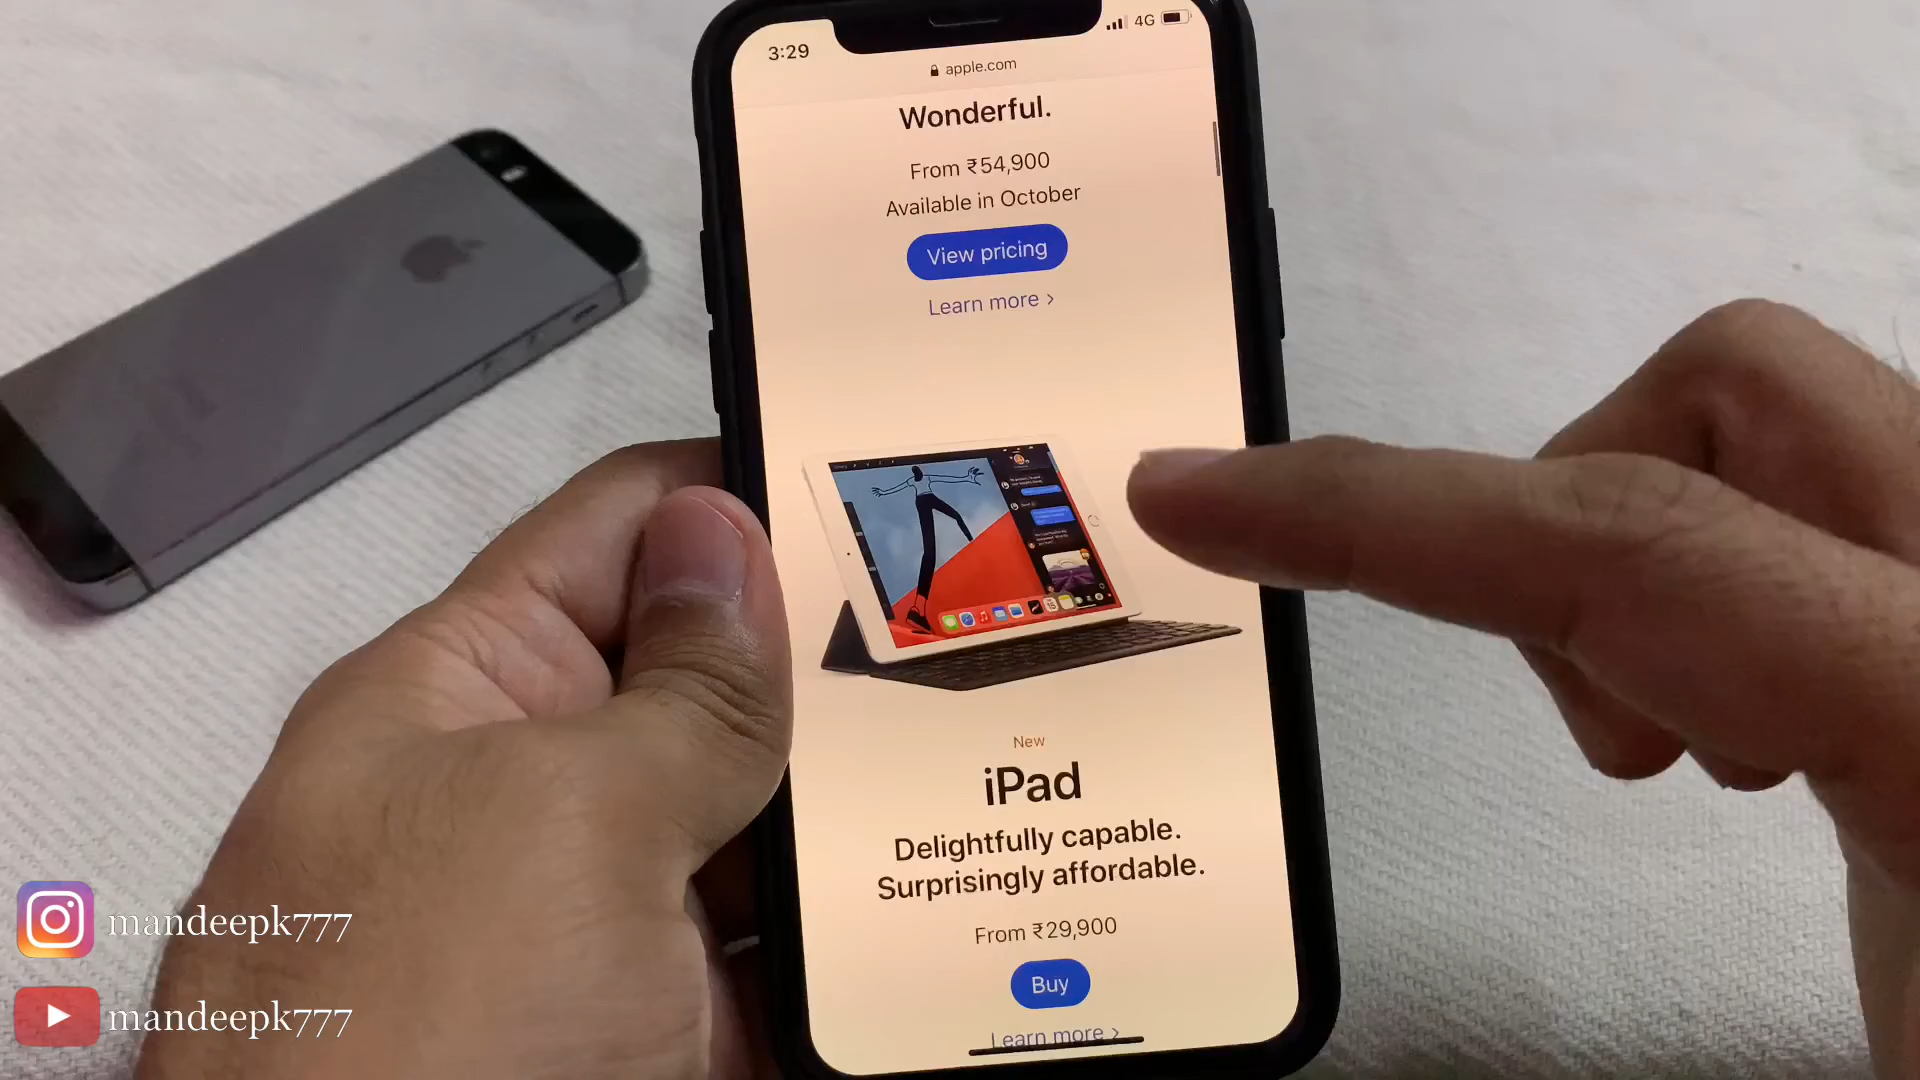 3:29
4G
apple.com
Wonderful.
From ₹54,900
Available in October
View pricing
Learn more >
New
iPad
Delightfully capable.
Surprisingly affordable.
From ₹29,900
Buy
Learn more >
mandeepk777
mandeepk777